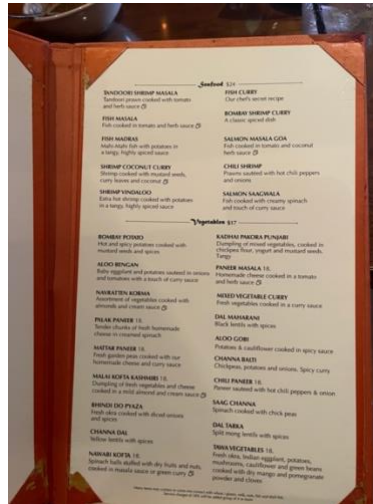 Seafood $24
TANDOORI SHRIMP MASALA
Tandoori prawn cooked with tomato
and herb sauce
FISH MASALA
Fish cooked in tomato and herb sauce
FISH MADRAS
Mahi-Mahi fish with potatoes in
a tangy, highly spiced sauce
SHRIMP COCONUT CURRY
Shrimp cooked with mustard seeds,
curry leaves and coconut
SHRIMP VINDALOO
Extra hot shrimp cooked with potatoes
in a tangy, highly spiced sauce
FISH CURRY
Our chef's secret recipe
BOMBAY SHRIMP CURRY
A classic spiced dish
SALMON MASALA GOA
Fish cooked in tomato and coconut
herb sauce
CHILI SHRIMP
Prawns sautéed with hot chili peppers
and onions
SALMON SAAGWALA
Fish cooked with creamy spinach
and touch of curry sauce
Vegetables $17
BOMBAY POTATO
Hot and spicy potatoes cooked with
mustard seeds and spices
ALOO BENGAN
Baby eggplant and potatoes sauteed in onions
and tomatoes with a touch of curry sauce
NAVRATTEN KORMA
Assortment of vegetables cooked with
almonds and cream sauce
PALAK PANEER 18.
Tender chunks of fresh homemade
cheese in creamed spinach
MATTAR PANEER 18.
Fresh garden peas cooked with our
homemade cheese and curry sauce
MALAI KOFTA KASHMIRI 18.
Dumpling of fresh vegetables and cheese
cooked in a mild almond and cream sauce
BHINDI DO PYAZA
Fresh okra cooked with diced onions
and spices
CHANNA DAL
Yellow lentils with spices
NAWABI KOFTA 18.
Spinach balls stuffed with dry fruits and nuts,
cooked in masala sauce or green curry
KADHAI PAKORA PUNJABI
Dumpling of mixed vegetables, cooked in
chickpea flour, yogurt and mustard seeds,
Tangy
PANEER MASALA 18.
Homemade cheese cooked in a tomato
and herb sauce
MIXED VEGETABLE CURRY
Fresh vegetables cooked in a curry sauce
DAL MAHARANI
Black lentils with spices
ALOO GOBI
Potatoes & cauliflower cooked in spicy sauce
CHANNA BALTI
Chickpeas, potatoes and onions. Spicy curry
CHILI PANEER 18.
Paneer sauteed with hot chili peppers & onion
SAAG CHANNA
Spinach cooked with chick peas
DAL TARKA
Split mong lentils with spices
TAWA VEGETABLES 18.
Fresh okra, Indian eggplant, potatoes,
mushrooms, cauliflower and green beans
cooked with dry mango and pomegranate
powder and cloves